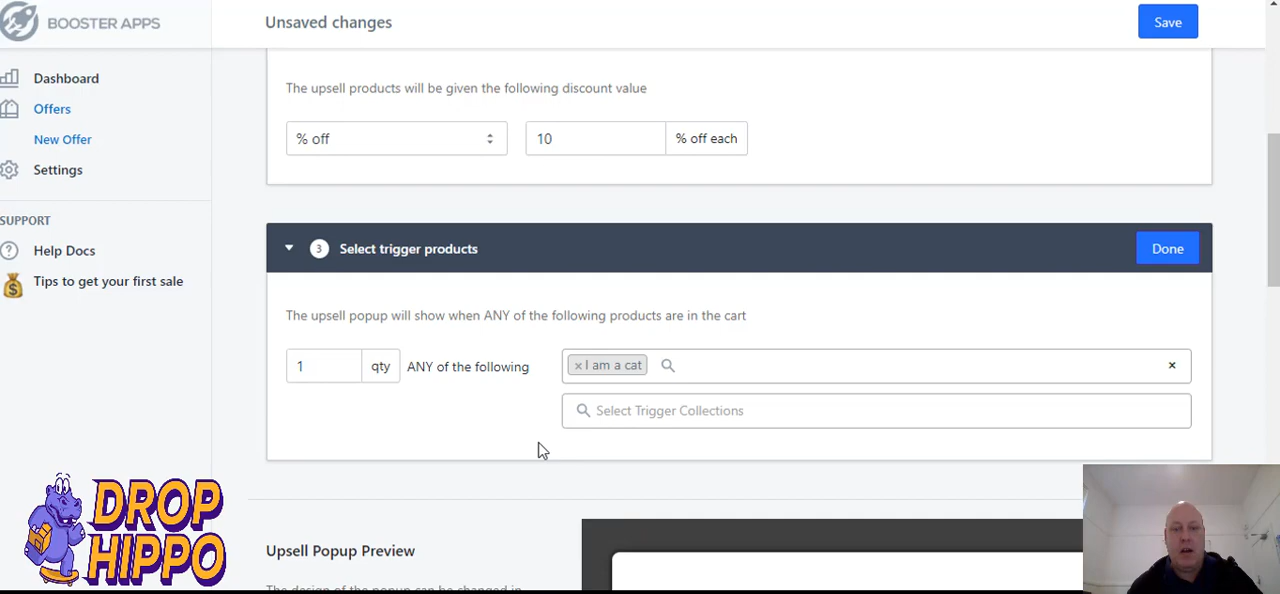 BOOSTER APPS
Unsaved changes
Save
Dashboard
Offers
New Offer
Settings
SUPPORT
Help Docs
Tips to get your first sale
The upsell products will be given the following discount value
% off
10
% off each
3
Select trigger products
Done
The upsell popup will show when ANY of the following products are in the cart
1
qty
ANY of the following
× I am a cat
×
Select Trigger Collections
Upsell Popup Preview
The design of the popup can be changed in
DROP
HIPPO